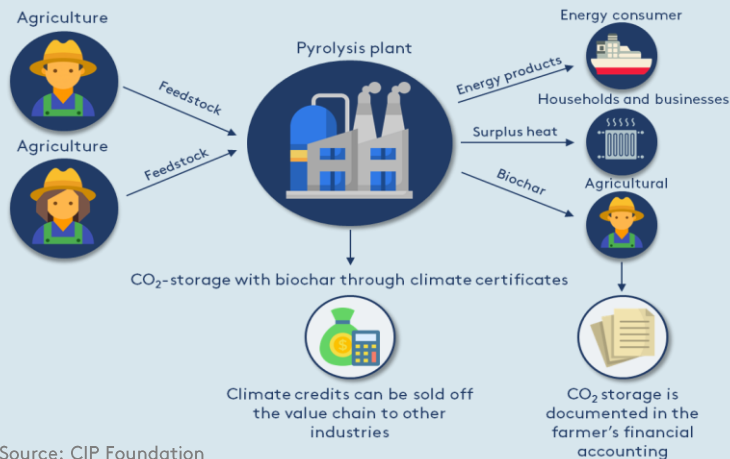 Agriculture
Feedstock
Agriculture
Feedstock
Pyrolysis plant
Energy products
Energy consumer
Surplus heat
Households and businesses
Biochar
Agricultural
CO₂-storage with biochar through climate certificates
Climate credits can be sold off
the value chain to other
industries
CO₂ storage is
documented in the
farmer's financial
accounting
Source: CIP Foundation